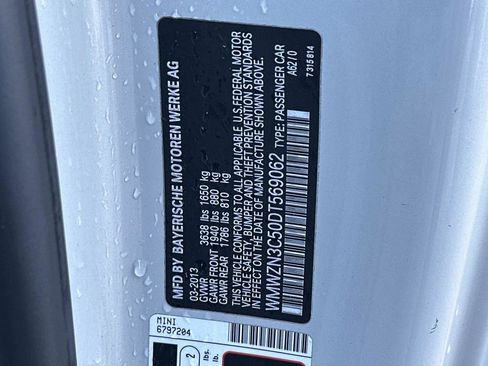 MFD BY BAYERISCHE MOTOREN WERKE AG
03-2013
GVWR 3638 lbs 1650 kg
GAWR FRONT 1940 lbs 880 kg
GAWR REAR 1786 lbs 810 kg
THIS VEHICLE CONFORMS TO ALL APPLICABLE U.S.FEDERAL MOTOR
VEHICLE SAFETY, BUMPER AND THEFT PREVENTION STANDARDS
IN EFFECT ON THE DATE OF MANUFACTURE SHOWN ABOVE.
WMWZN3C50DT569062 TYPE: PASSENGER CAR
A62/0
7315814
MINI
6797204
2
lbs.